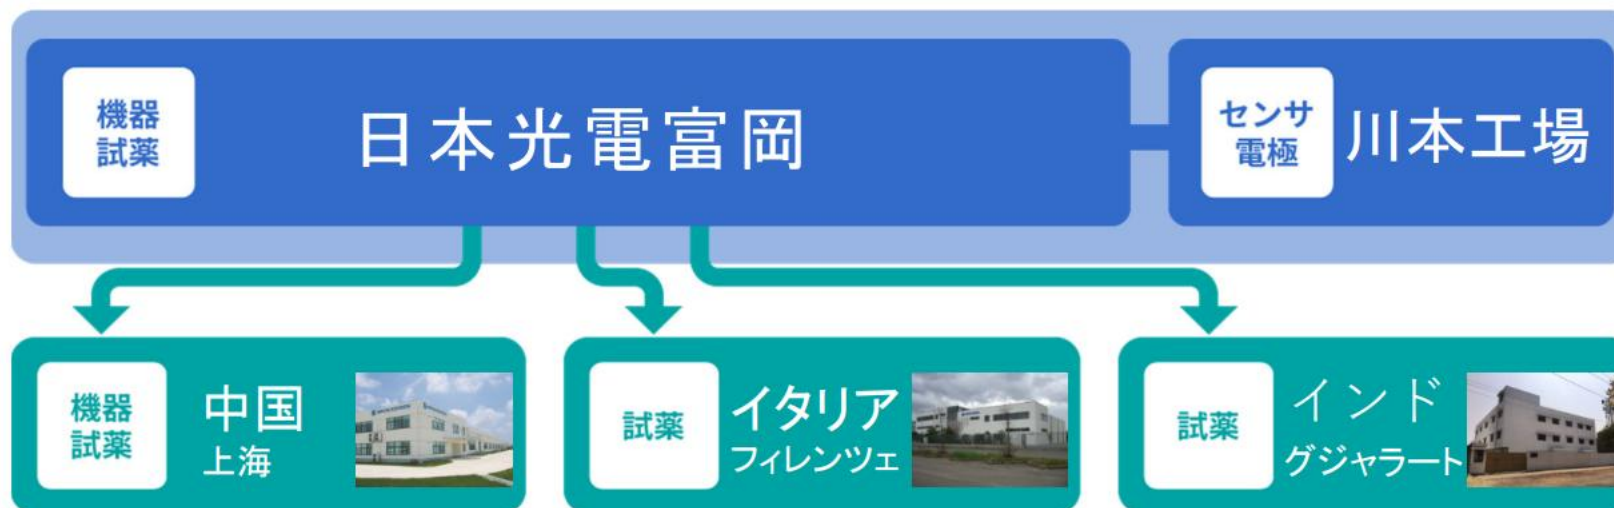 機器
試薬
日本光電富岡
センサ
電極
川本工場
機器
試薬
中国
上海
試薬
イタリア
フィレンツェ
試薬
インド
グジャラート